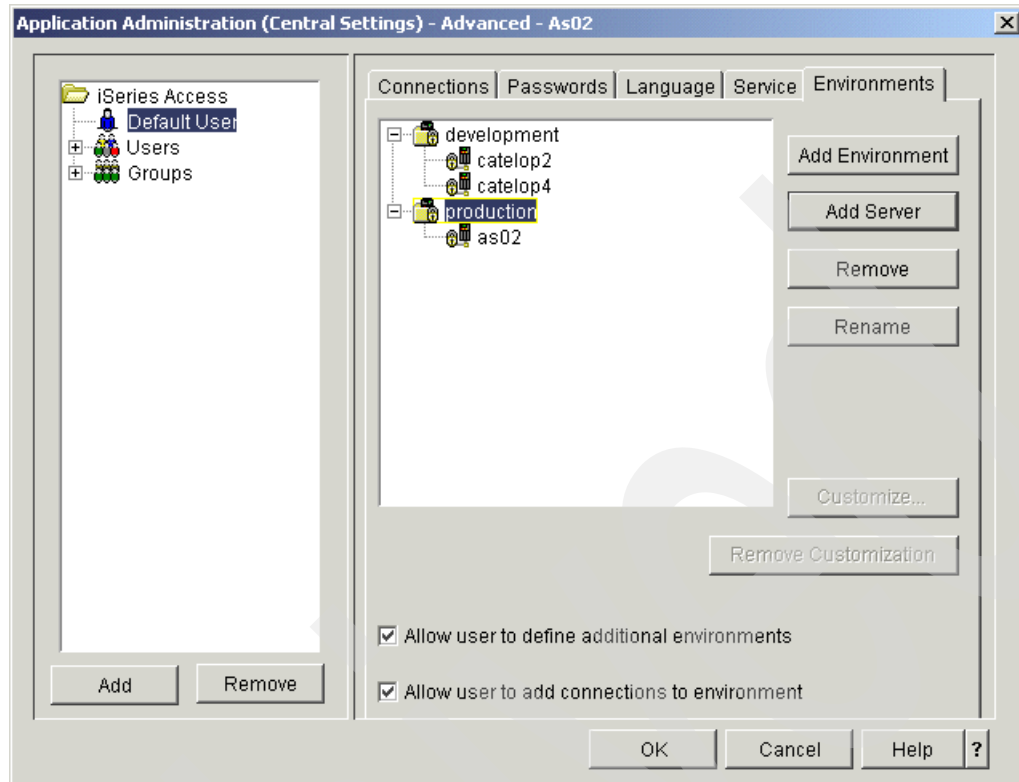 Application Administration (Central Settings) - Advanced - As02
iSeries Access
Default User
Users
Groups
Add
Remove
Connections
Passwords
Language
Service
Environments
development
catelop2
catelop4
production
as02
Add Environment
Add Server
Remove
Rename
Customize...
Remove Customization
Allow user to define additional environments
Allow user to add connections to environment
OK
Cancel
Help
?